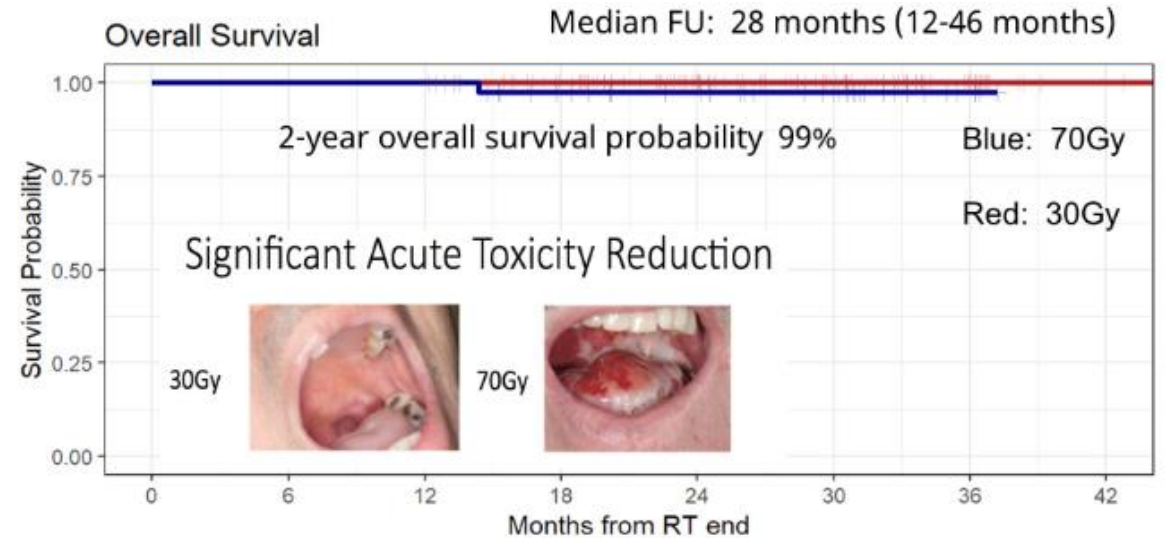 Overall Survival
Median FU: 28 months (12-46 months)
1.00
0.75
0.50
0.25
0.00
Survival Probability
2-year overall survival probability 99%
Blue: 70Gy
Red: 30Gy
Significant Acute Toxicity Reduction
30Gy
70Gy
0 6 12 18 24 30 36 42
Months from RT end